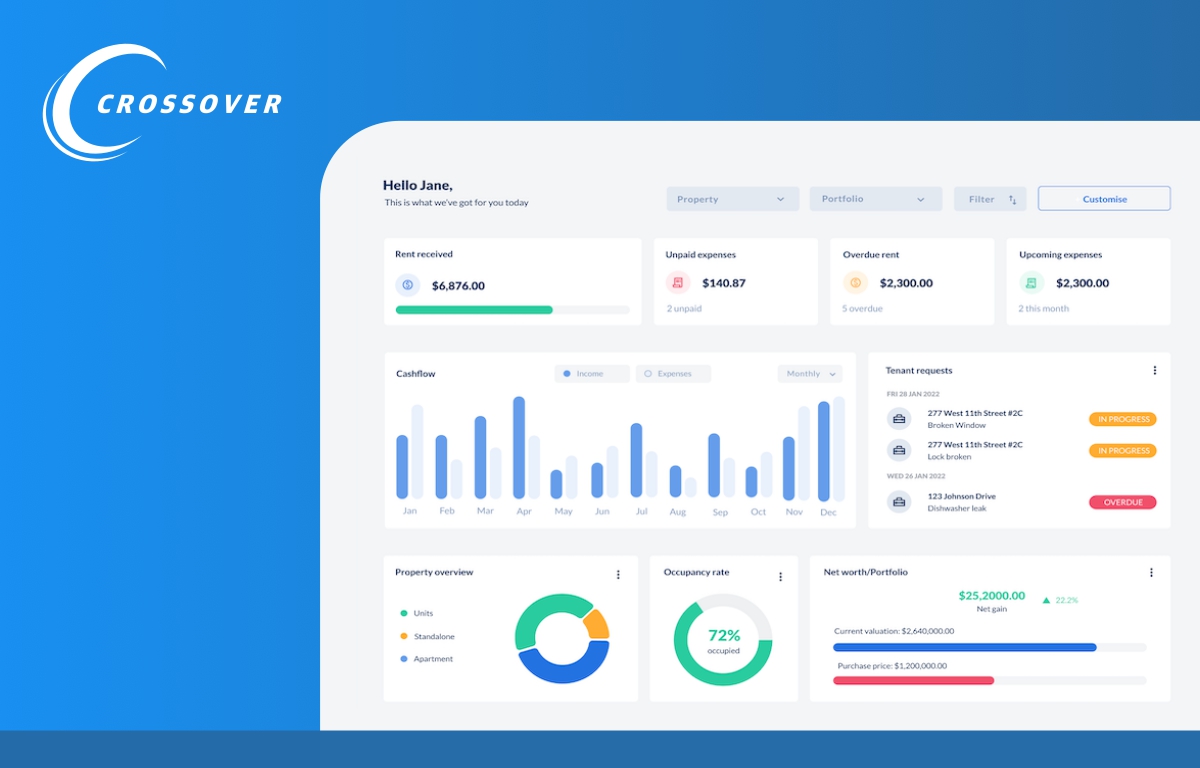 CROSSOVER
Hello Jane,
This is what we've got for you today
Property
Portfolio
Filter
Customise
Rent received
$6,876.00
Unpaid expenses
$140.87
2 unpaid
Overdue rent
$2,300.00
5 overdue
Upcoming expenses
$2,300.00
2 this month
Cashflow
Income
Expenses
Monthly
Jan Feb Mar Apr May Jun Jul Aug Sep Oct Nov Dec
Tenant requests
FRI 28 JAN 2022
277 West 11th Street #2C
Broken Window
IN PROGRESS
277 West 11th Street #2C
Lock broken
IN PROGRESS
WED 26 JAN 2022
123 Johnson Drive
Dishwasher leak
OVERDUE
Property overview
Units
Standalone
Apartment
Occupancy rate
72%
occupied
Net worth/Portfolio
$25,2000.00
22.2%
Net gain
Current valuation: $2,640,000.00
Purchase price: $1,200,000.00